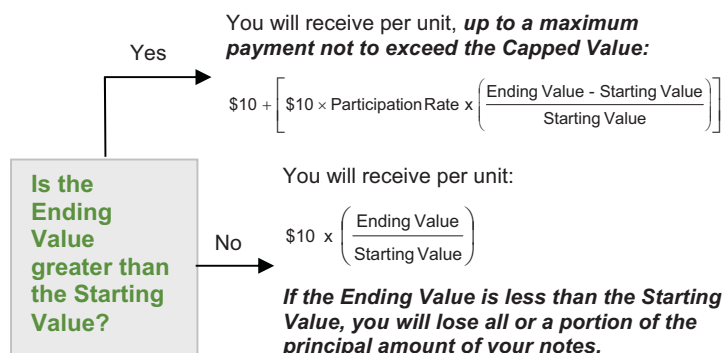 You will receive per unit, up to a maximum
payment not to exceed the Capped Value:
Yes
$10 + [ $10 × Participation Rate x ( Ending Value - Starting Value / Starting Value ) ]
Is the
Ending
Value
greater than
the Starting
Value?
You will receive per unit:
No
$10 x ( Ending Value / Starting Value )
If the Ending Value is less than the Starting
Value, you will lose all or a portion of the
principal amount of your notes.